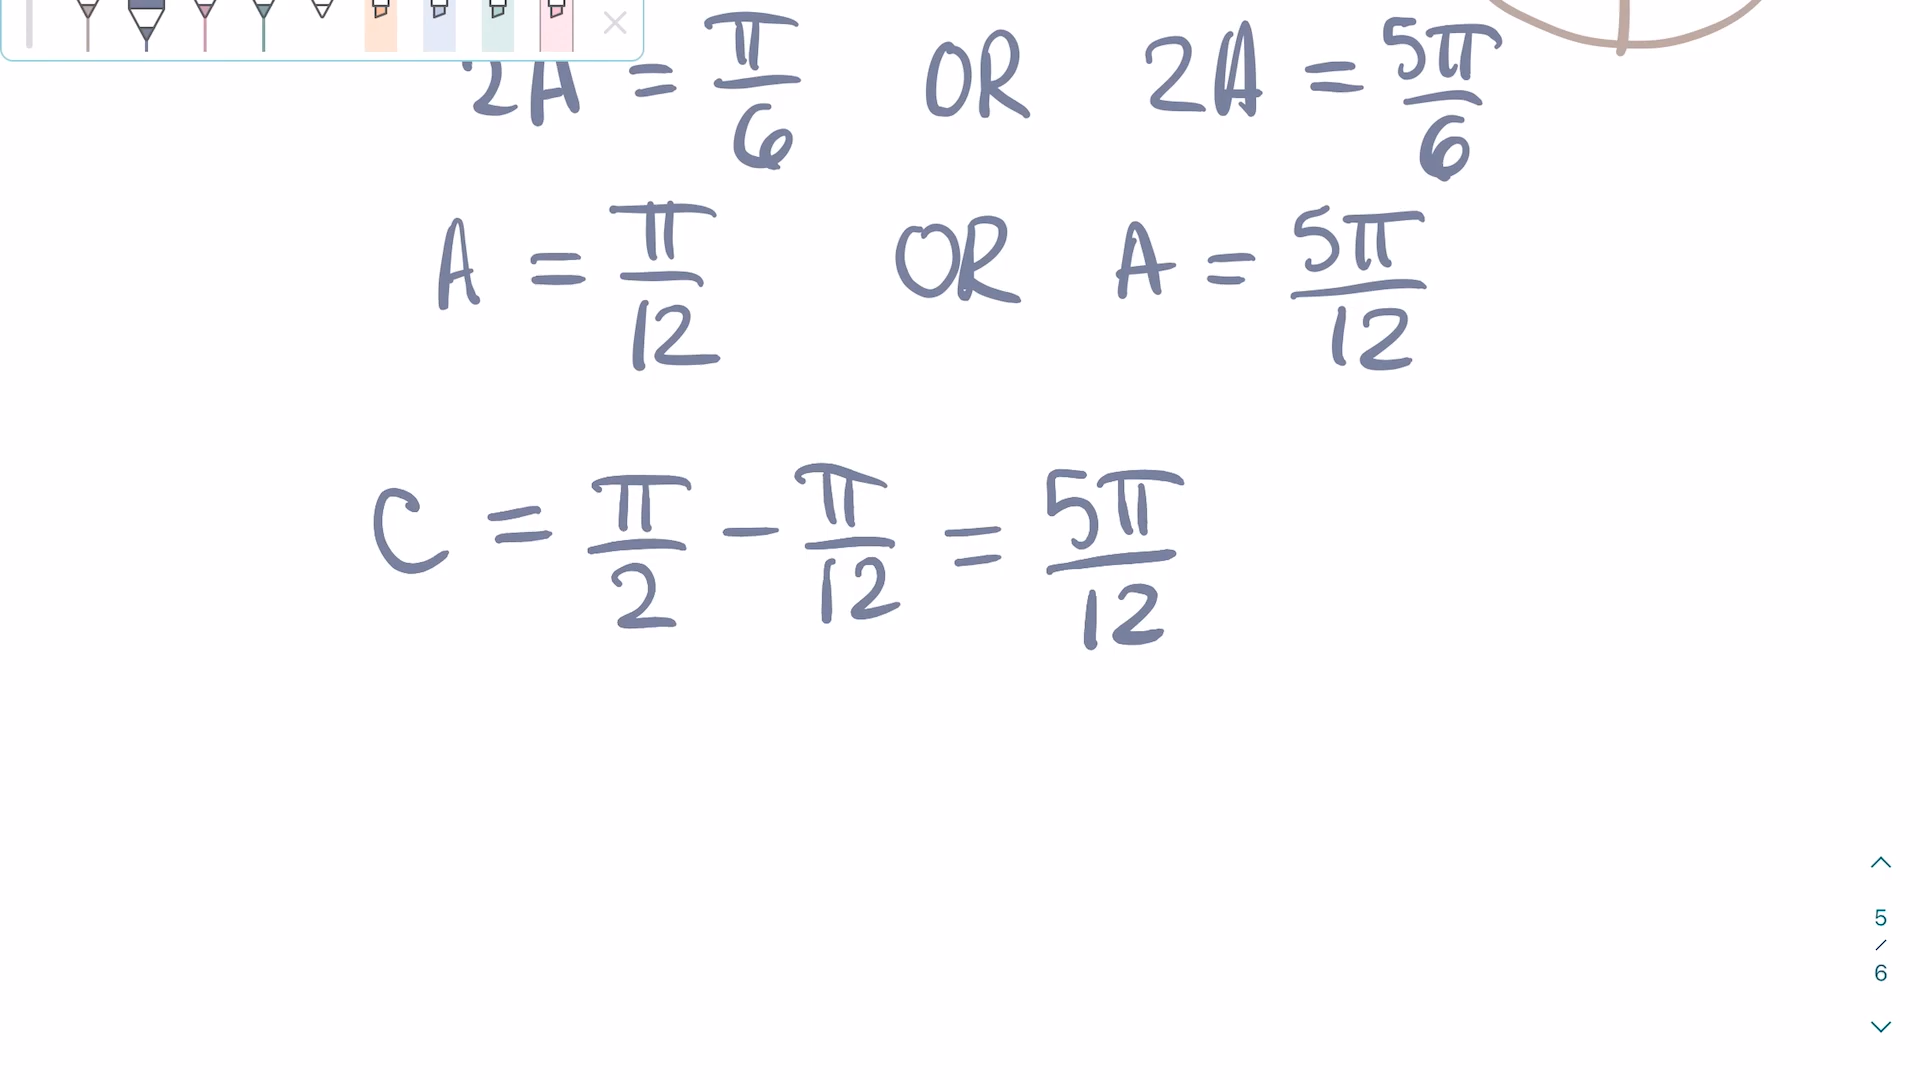 2A = π/6 OR 2A = 5π/6
A = π/12 OR A = 5π/12
C = π/2 - π/12 = 5π/12
5
/
6